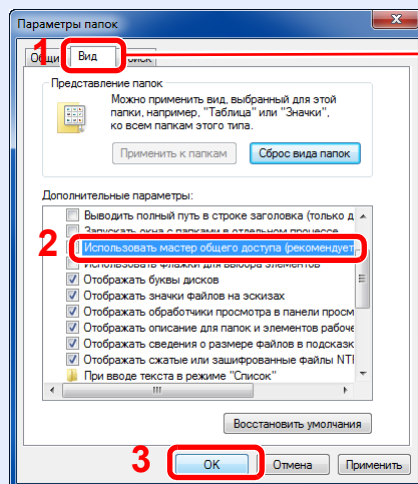 Параметры папок
1
Общи Вид
Представление папок
Можно применить вид, выбранный для этой
папки, например, "Таблица" или "Значки",
ко всем папкам этого типа.
Применить к папкам Сброс вида папок
Дополнительные параметры:
Выводить полный путь в строке заголовка (только д
Запускать окна с папками в отдельном процессе
2
Использовать мастер общего доступа (рекомендует
Использовать флажки для выбора элементов
Отображать буквы дисков
Отображать значки файлов на эскизах
Отображать обработчики просмотра в панели просм
Отображать описание для папок и элементов рабоче
Отображать сведения о размере файлов в подсказк
Отображать сжатые или зашифрованные файлы NTI
При вводе текста в режиме "Список"
Восстановить умолчания
3
OK Отмена Применить